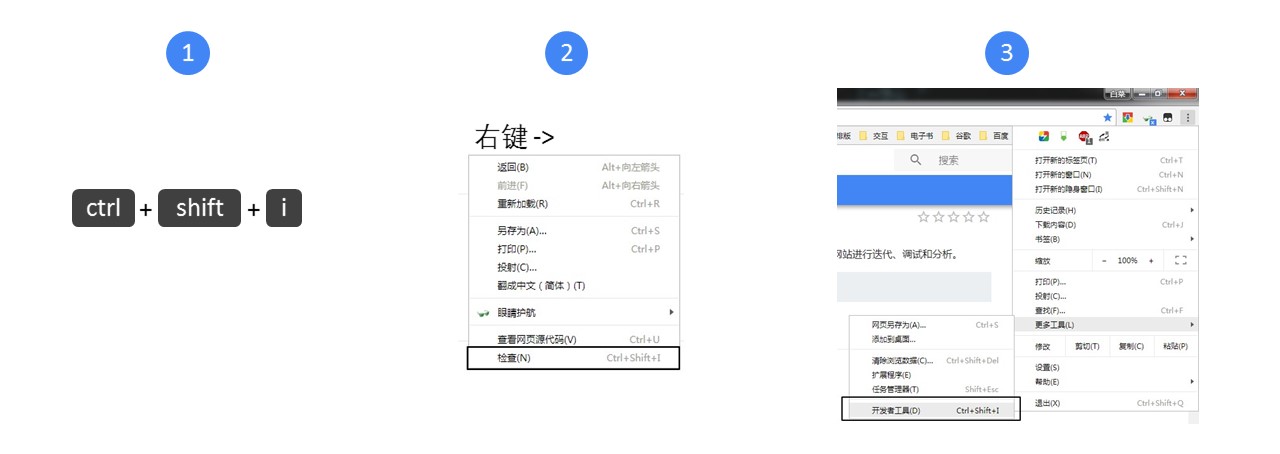 1
2
3
ctrl + shift + i
右键 ->
返回(B) Alt+向左箭头
前进(F) Alt+向右箭头
重新加载(R) Ctrl+R
另存为(A)... Ctrl+S
打印(P)... Ctrl+P
投射(C)...
翻成中文（简体）(T)
眼睛护航
查看网页源代码(V) Ctrl+U
检查(N) Ctrl+Shift+I
白菜
排版 交互 电子书 谷歌 百度
搜索
网站进行迭代、调试和分析。
打开新的标签页(T) Ctrl+T
打开新的窗口(N) Ctrl+N
打开新的隐身窗口(I) Ctrl+Shift+N
历史记录(H)
下载内容(D) Ctrl+J
书签(B)
缩放 - 100% +
打印(P)... Ctrl+P
投射(C)...
查找(F)... Ctrl+F
更多工具(L)
修改 剪切(T) 复制(C) 粘贴(P)
设置(S)
帮助(E)
退出(X) Ctrl+Shift+Q
网页另存为(A)... Ctrl+S
添加到桌面...
清除浏览数据(C)... Ctrl+Shift+Del
扩展程序(E)
任务管理器(T) Shift+Esc
开发者工具(D) Ctrl+Shift+I